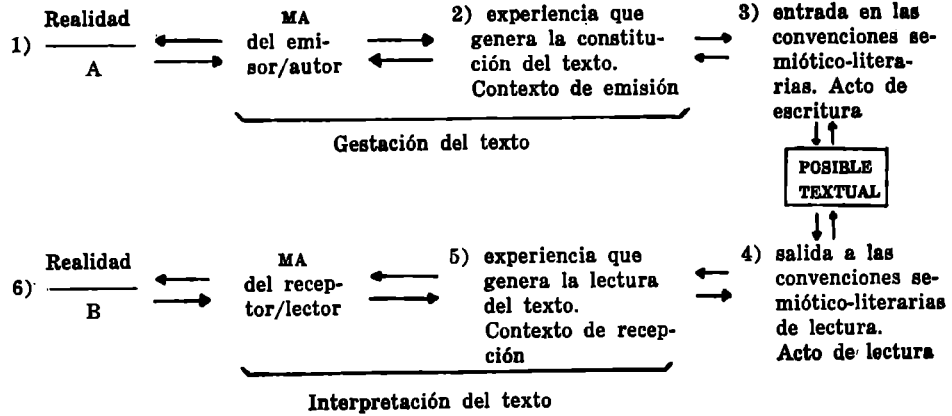 1) Realidad
A
MA
del emi-
sor/autor
2) experiencia que
genera la constitu-
ción del texto.
Contexto de emisión
3) entrada en las
convenciones se-
miótico-litera-
rias. Acto de
escritura
Gestación del texto
POSIBLE
TEXTUAL
6) Realidad
B
MA
del recep-
tor/lector
5) experiencia que
genera la lectura
del texto.
Contexto de recep-
ción
4) salida a las
convenciones se-
miótico-literarias
de lectura.
Acto de lectura
Interpretación del texto